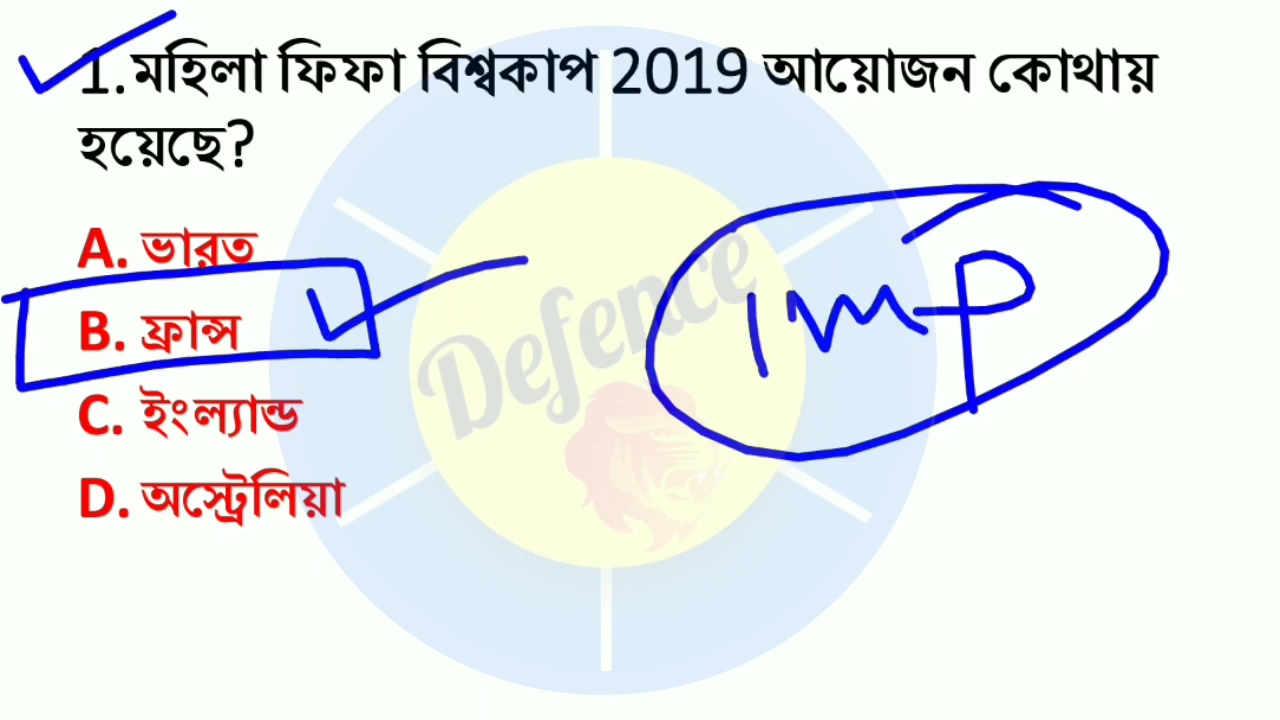 1. মহিলা ফিফা বিশ্বকাপ 2019 আয়োজন কোথায়
হয়েছে?
A. ভারত
B. ফ্রান্স
C. ইংল্যান্ড
D. অস্ট্রেলিয়া
Defence
IMP